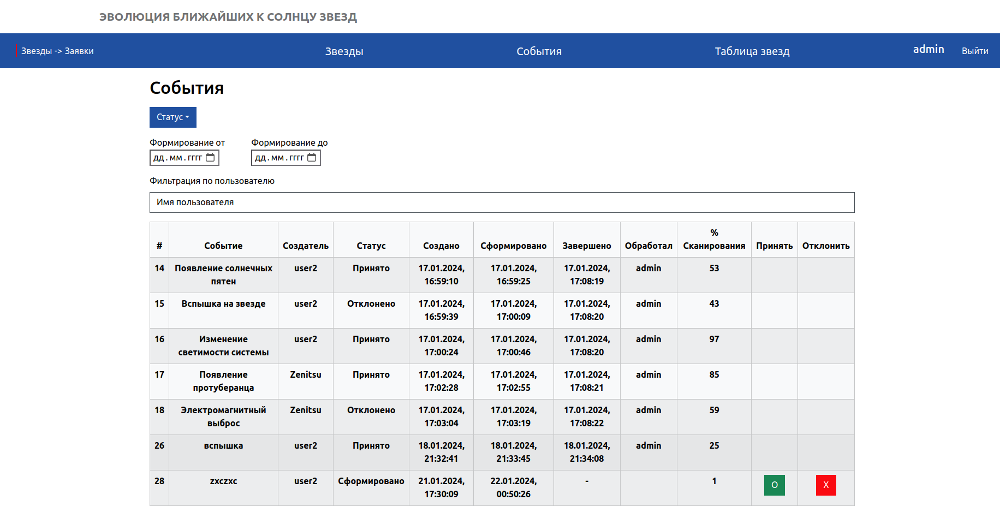 ЭВОЛЮЦИЯ БЛИЖАЙШИХ К СОЛНЦУ ЗВЕЗД
Звезды -> Заявки Звезды События Таблица звезд admin Выйти
События
Статус
Формирование от Формирование до
дд.мм.гггг дд.мм.гггг
Фильтрация по пользователю
Имя пользователя
# Событие Создатель Статус Создано Сформировано Завершено Обработал % Сканирования Принять Отклонить
14 Появление солнечных пятен user2 Принято 17.01.2024, 16:59:10 17.01.2024, 16:59:25 17.01.2024, 17:08:19 admin 53
15 Вспышка на звезде user2 Отклонено 17.01.2024, 16:59:39 17.01.2024, 17:00:09 17.01.2024, 17:08:20 admin 43
16 Изменение светимости системы user2 Принято 17.01.2024, 17:00:24 17.01.2024, 17:00:46 17.01.2024, 17:08:20 admin 97
17 Появление протуберанца Zenitsu Принято 17.01.2024, 17:02:28 17.01.2024, 17:02:55 17.01.2024, 17:08:21 admin 85
18 Электромагнитный выброс Zenitsu Отклонено 17.01.2024, 17:03:04 17.01.2024, 17:03:19 17.01.2024, 17:08:22 admin 59
26 вспышка user2 Принято 18.01.2024, 21:32:41 18.01.2024, 21:33:45 18.01.2024, 21:34:08 admin 25
28 zxczxc user2 Сформировано 21.01.2024, 17:30:09 22.01.2024, 00:50:26 - 1 O X